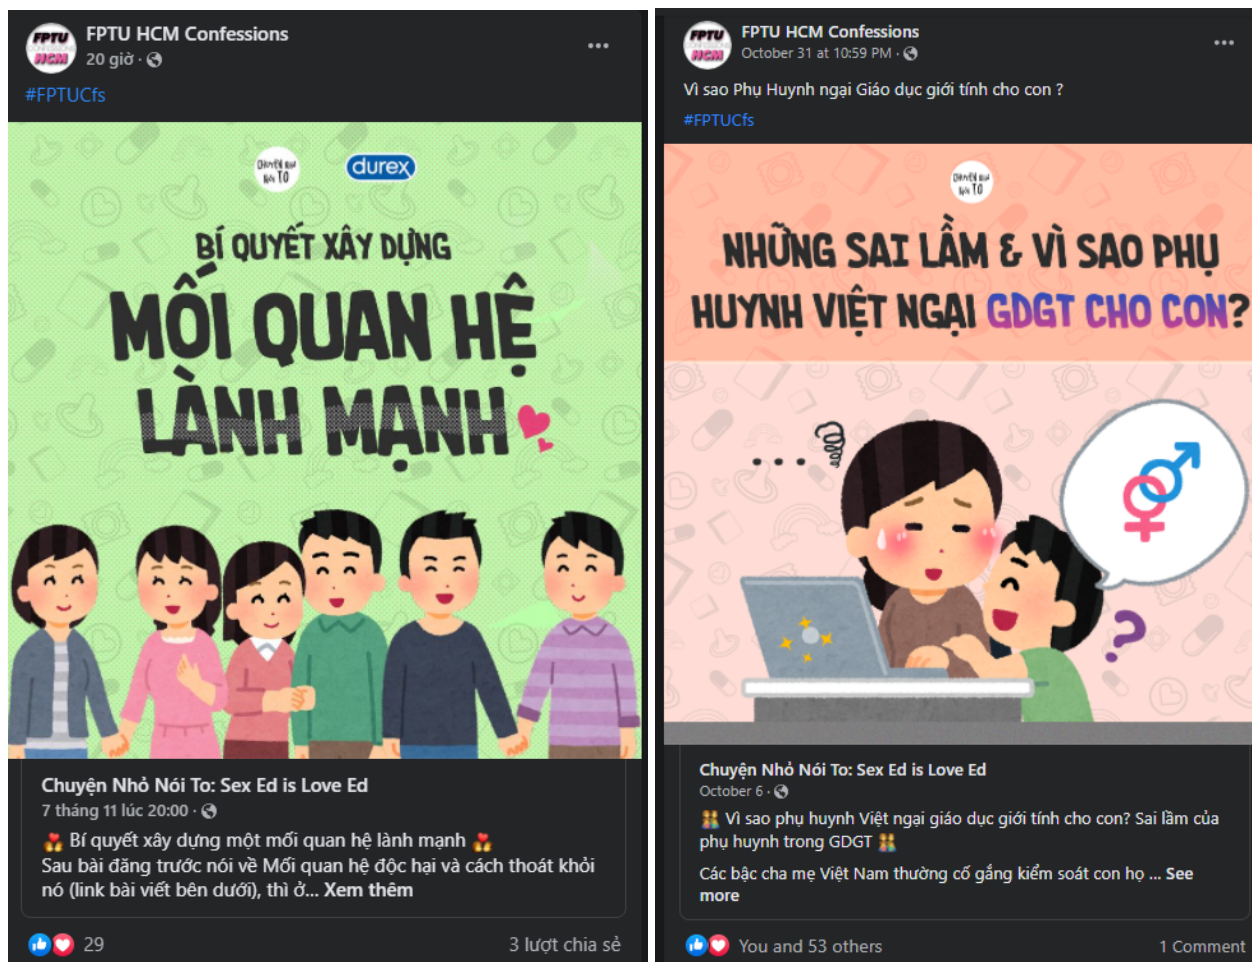 FPTU HCM Confessions
20 giờ
#FPTUCfs
CHUYỆN NHỎ
NÓI TO
durex
BÍ QUYẾT XÂY DỰNG
MỐI QUAN HỆ
LÀNH MẠNH
Chuyện Nhỏ Nói To: Sex Ed is Love Ed
7 tháng 11 lúc 20:00
Bí quyết xây dựng một mối quan hệ lành mạnh
Sau bài đăng trước nói về Mối quan hệ độc hại và cách thoát khỏi
nó (link bài viết bên dưới), thì ở... Xem thêm
29
3 lượt chia sẻ
FPTU HCM Confessions
October 31 at 10:59 PM
Vì sao Phụ Huynh ngại Giáo dục giới tính cho con ?
#FPTUCfs
CHUYỆN NHỎ
NÓI TO
NHỮNG SAI LẦM & VÌ SAO PHỤ
HUYNH VIỆT NGẠI GDGT CHO CON?
...
?
Chuyện Nhỏ Nói To: Sex Ed is Love Ed
October 6
Vì sao phụ huynh Việt ngại giáo dục giới tính cho con? Sai lầm của
phụ huynh trong GDGT
Các bậc cha mẹ Việt Nam thường cố gắng kiểm soát con họ ... See
more
You and 53 others
1 Comment